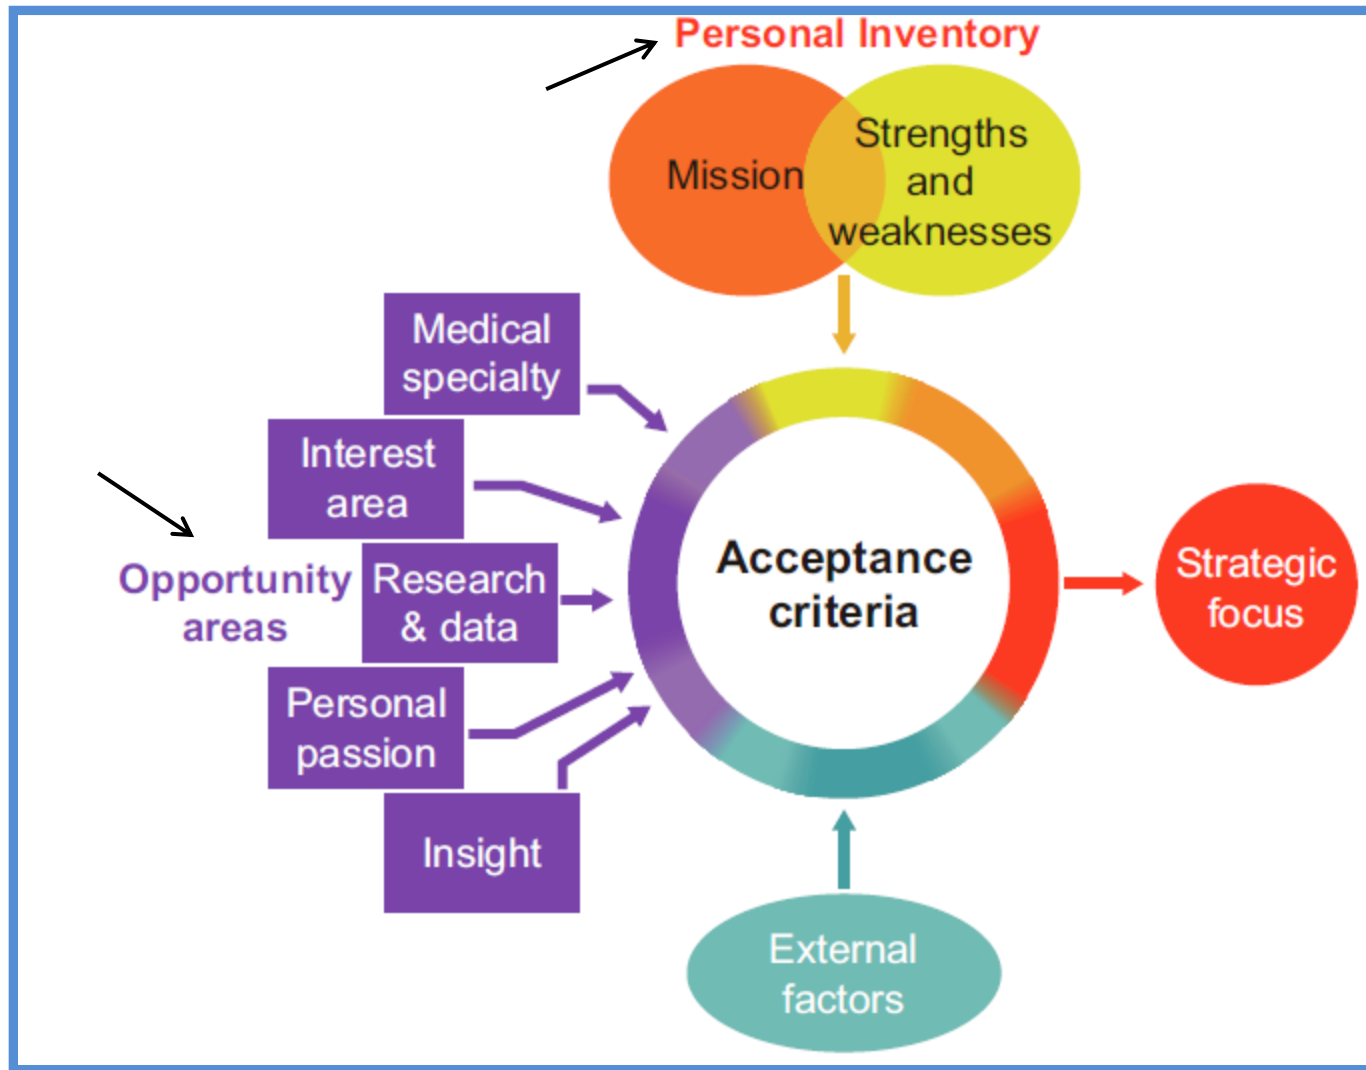 Personal Inventory
Mission
Strengths
and
weaknesses
Medical
specialty
Interest
area
Opportunity
areas
Research
& data
Personal
passion
Insight
Acceptance
criteria
Strategic
focus
External
factors